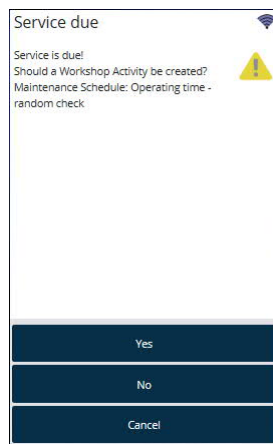 Service due
Service is due!
Should a Workshop Activity be created?
Maintenance Schedule: Operating time -
random check
Yes
No
Cancel